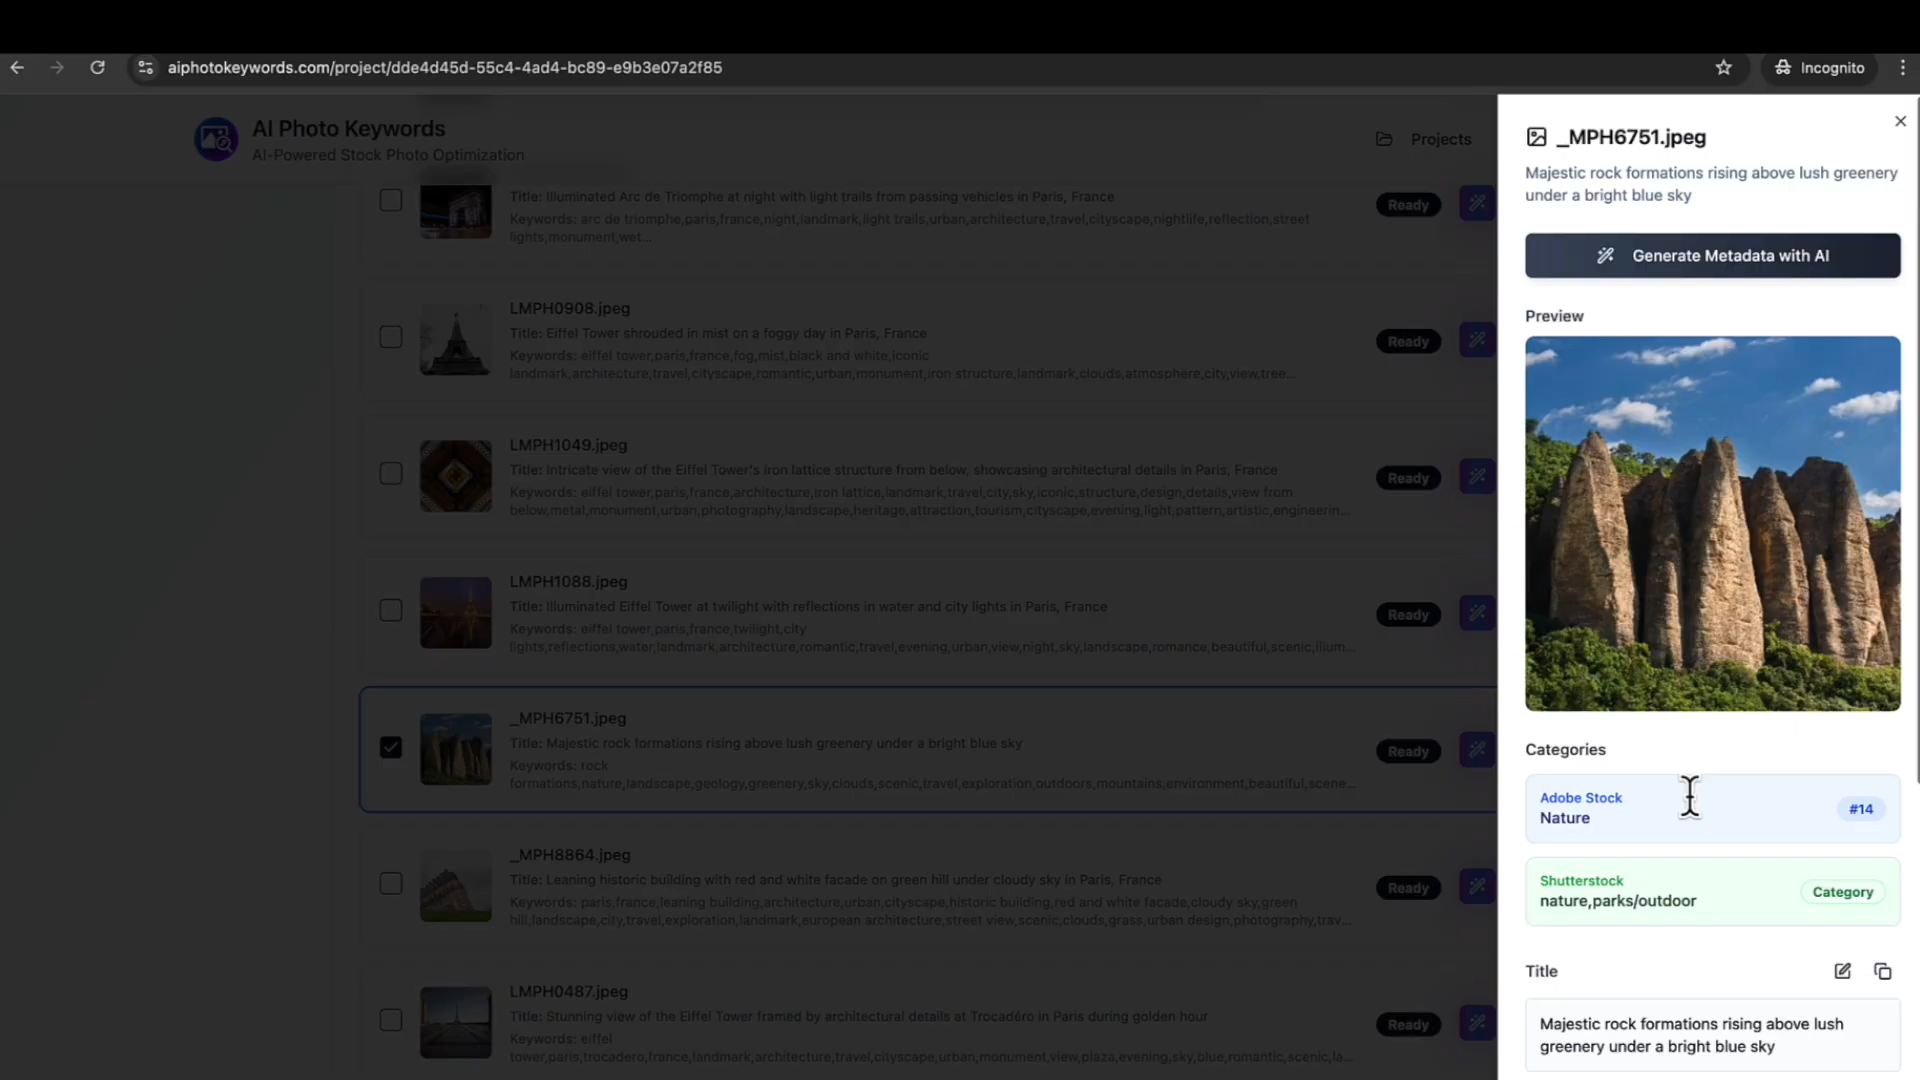 aiphotokeywords.com/project/dde4d45d-55c4-4ad4-bc89-e9b3e07a2f85
Incognito
AI Photo Keywords
AI-Powered Stock Photo Optimization
Projects
Title: Illuminated Arc de Triomphe at night with light trails from passing vehicles in Paris, France
Keywords: arc de triomphe,paris,france,night,landmark,light trails,urban,architecture,travel,cityscape,nightlife,reflection,street
lights,monument,wet...
Ready
LMPH0908.jpeg
Title: Eiffel Tower shrouded in mist on a foggy day in Paris, France
Keywords: eiffel tower,paris,france,fog,mist,black and white,iconic
landmark,architecture,travel,cityscape,romantic,urban,monument,iron structure,landmark,clouds,atmosphere,city,view,tree...
Ready
LMPH1049.jpeg
Title: Intricate view of the Eiffel Tower's iron lattice structure from below, showcasing architectural details in Paris, France
Keywords: eiffel tower,paris,france,architecture,iron lattice,landmark,travel,city,sky,iconic,structure,design,details,view from
below,metal,monument,urban,photography,landscape,heritage,attraction,tourism,cityscape,evening,light,pattern,artistic,engineerin...
Ready
LMPH1088.jpeg
Title: Illuminated Eiffel Tower at twilight with reflections in water and city lights in Paris, France
Keywords: eiffel tower,paris,france,twilight,city
lights,reflections,water,landmark,architecture,romantic,travel,evening,urban,view,night,sky,landscape,romance,beautiful,scenic,illum...
Ready
_MPH6751.jpeg
Title: Majestic rock formations rising above lush greenery under a bright blue sky
Keywords: rock
formations,nature,landscape,geology,greenery,sky,clouds,scenic,travel,exploration,outdoors,mountains,environment,beautiful,scene...
Ready
_MPH8864.jpeg
Title: Leaning historic building with red and white facade on green hill under cloudy sky in Paris, France
Keywords: paris,france,leaning building,architecture,urban,cityscape,historic building,red and white facade,cloudy sky,green
hill,landscape,city,travel,exploration,landmark,european architecture,street view,scenic,clouds,grass,urban design,photography,trav...
Ready
LMPH0487.jpeg
Title: Stunning view of the Eiffel Tower framed by architectural details at Trocadéro in Paris during golden hour
Keywords: eiffel
tower,paris,trocadero,france,landmark,architecture,travel,cityscape,urban,monument,view,plaza,evening,sky,blue,romantic,scenic,la...
Ready
_MPH6751.jpeg
Majestic rock formations rising above lush greenery
under a bright blue sky
Generate Metadata with AI
Preview
Categories
Adobe Stock
Nature
#14
Shutterstock
nature,parks/outdoor
Category
Title
Majestic rock formations rising above lush
greenery under a bright blue sky